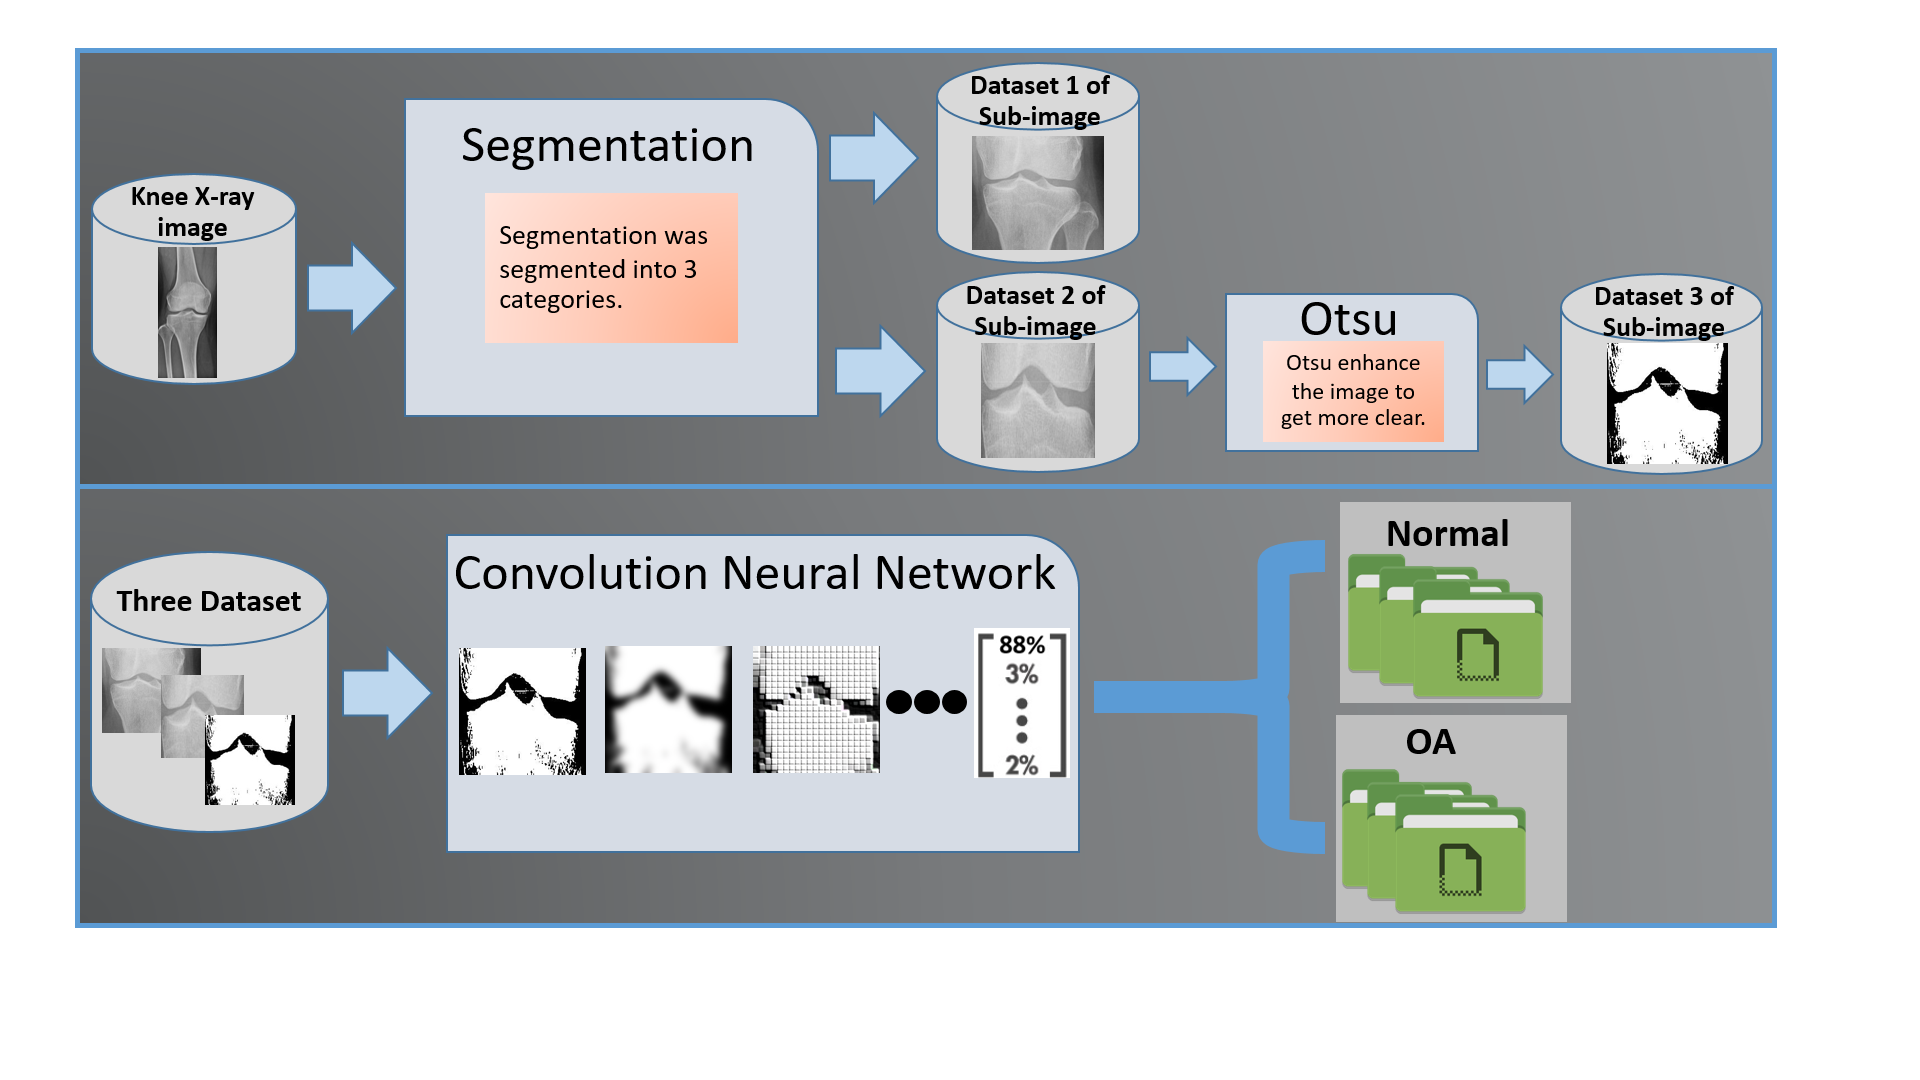 Knee X-ray
image
Segmentation
Segmentation was
segmented into 3
categories.
Dataset 1 of
Sub-image
Dataset 2 of
Sub-image
Otsu
Otsu enhance
the image to
get more clear.
Dataset 3 of
Sub-image
Three Dataset
Convolution Neural Network
88%
3%
2%
Normal
OA